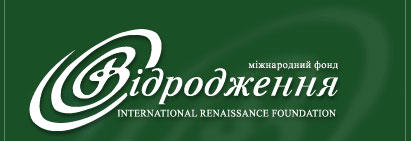 міжнародний фонд
Відродження
INTERNATIONAL RENAISSANCE FOUNDATION